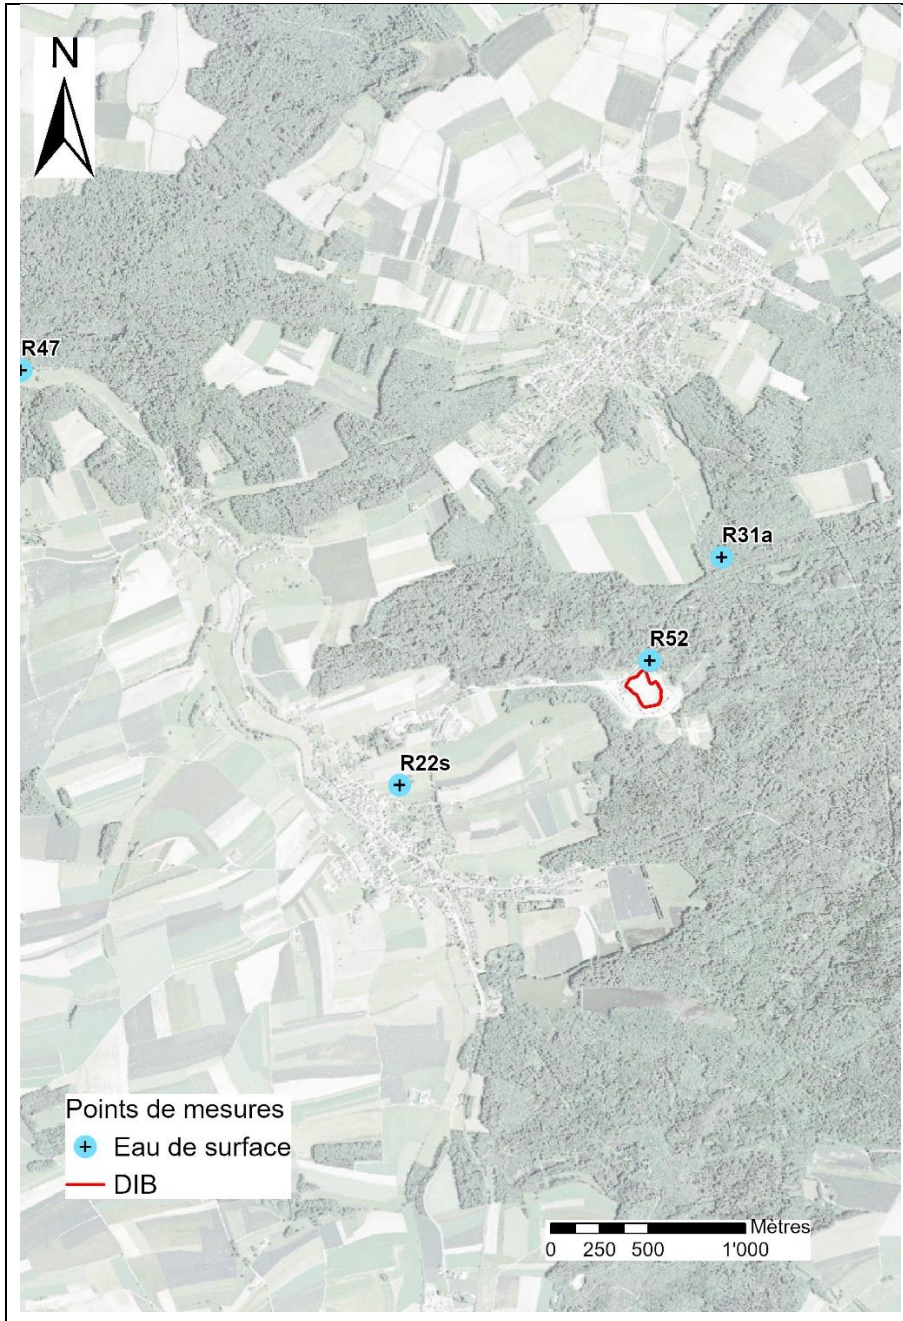 N
R47
R31a
R52
R22s
Points de mesures
Eau de surface
DIB
Mètres
0 250 500 1'000